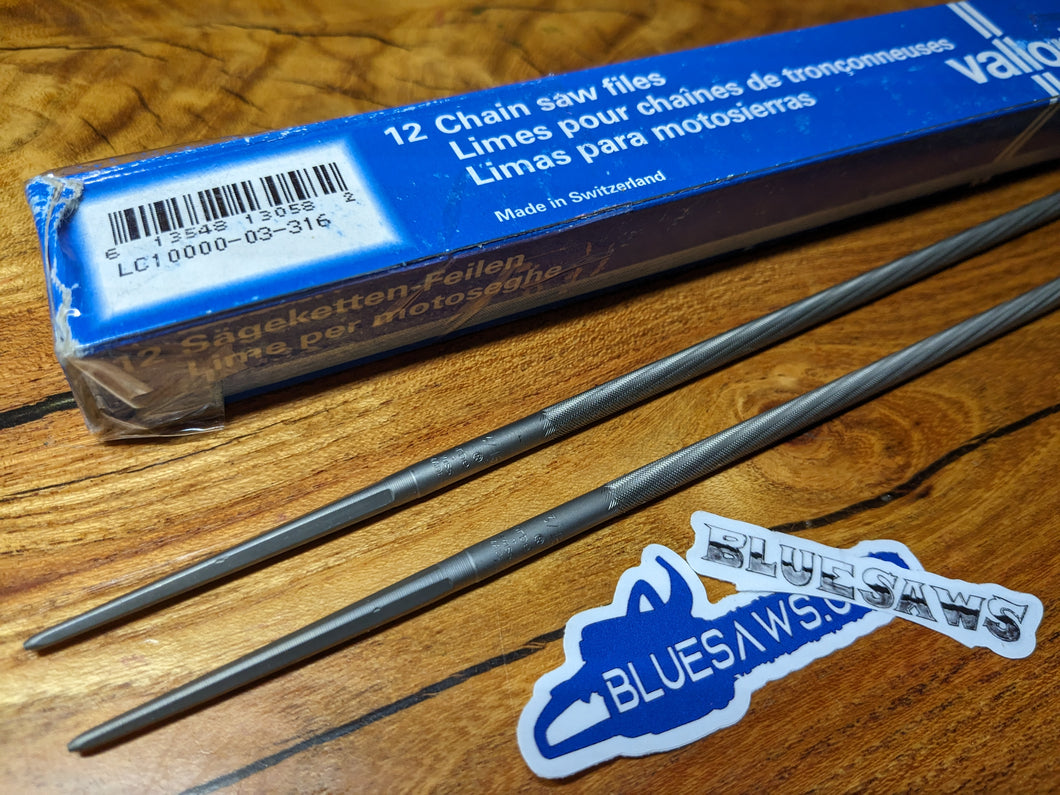 12 Chain saw files
Limes pour chaînes de tronçonneuses
Limas para motosierras
Made in Switzerland
6 13548 13058 2
LC10000-03-316
12 Sägeketten-Feilen
Lime per motoseghe
BLUESAWS
BLUESAWS.C